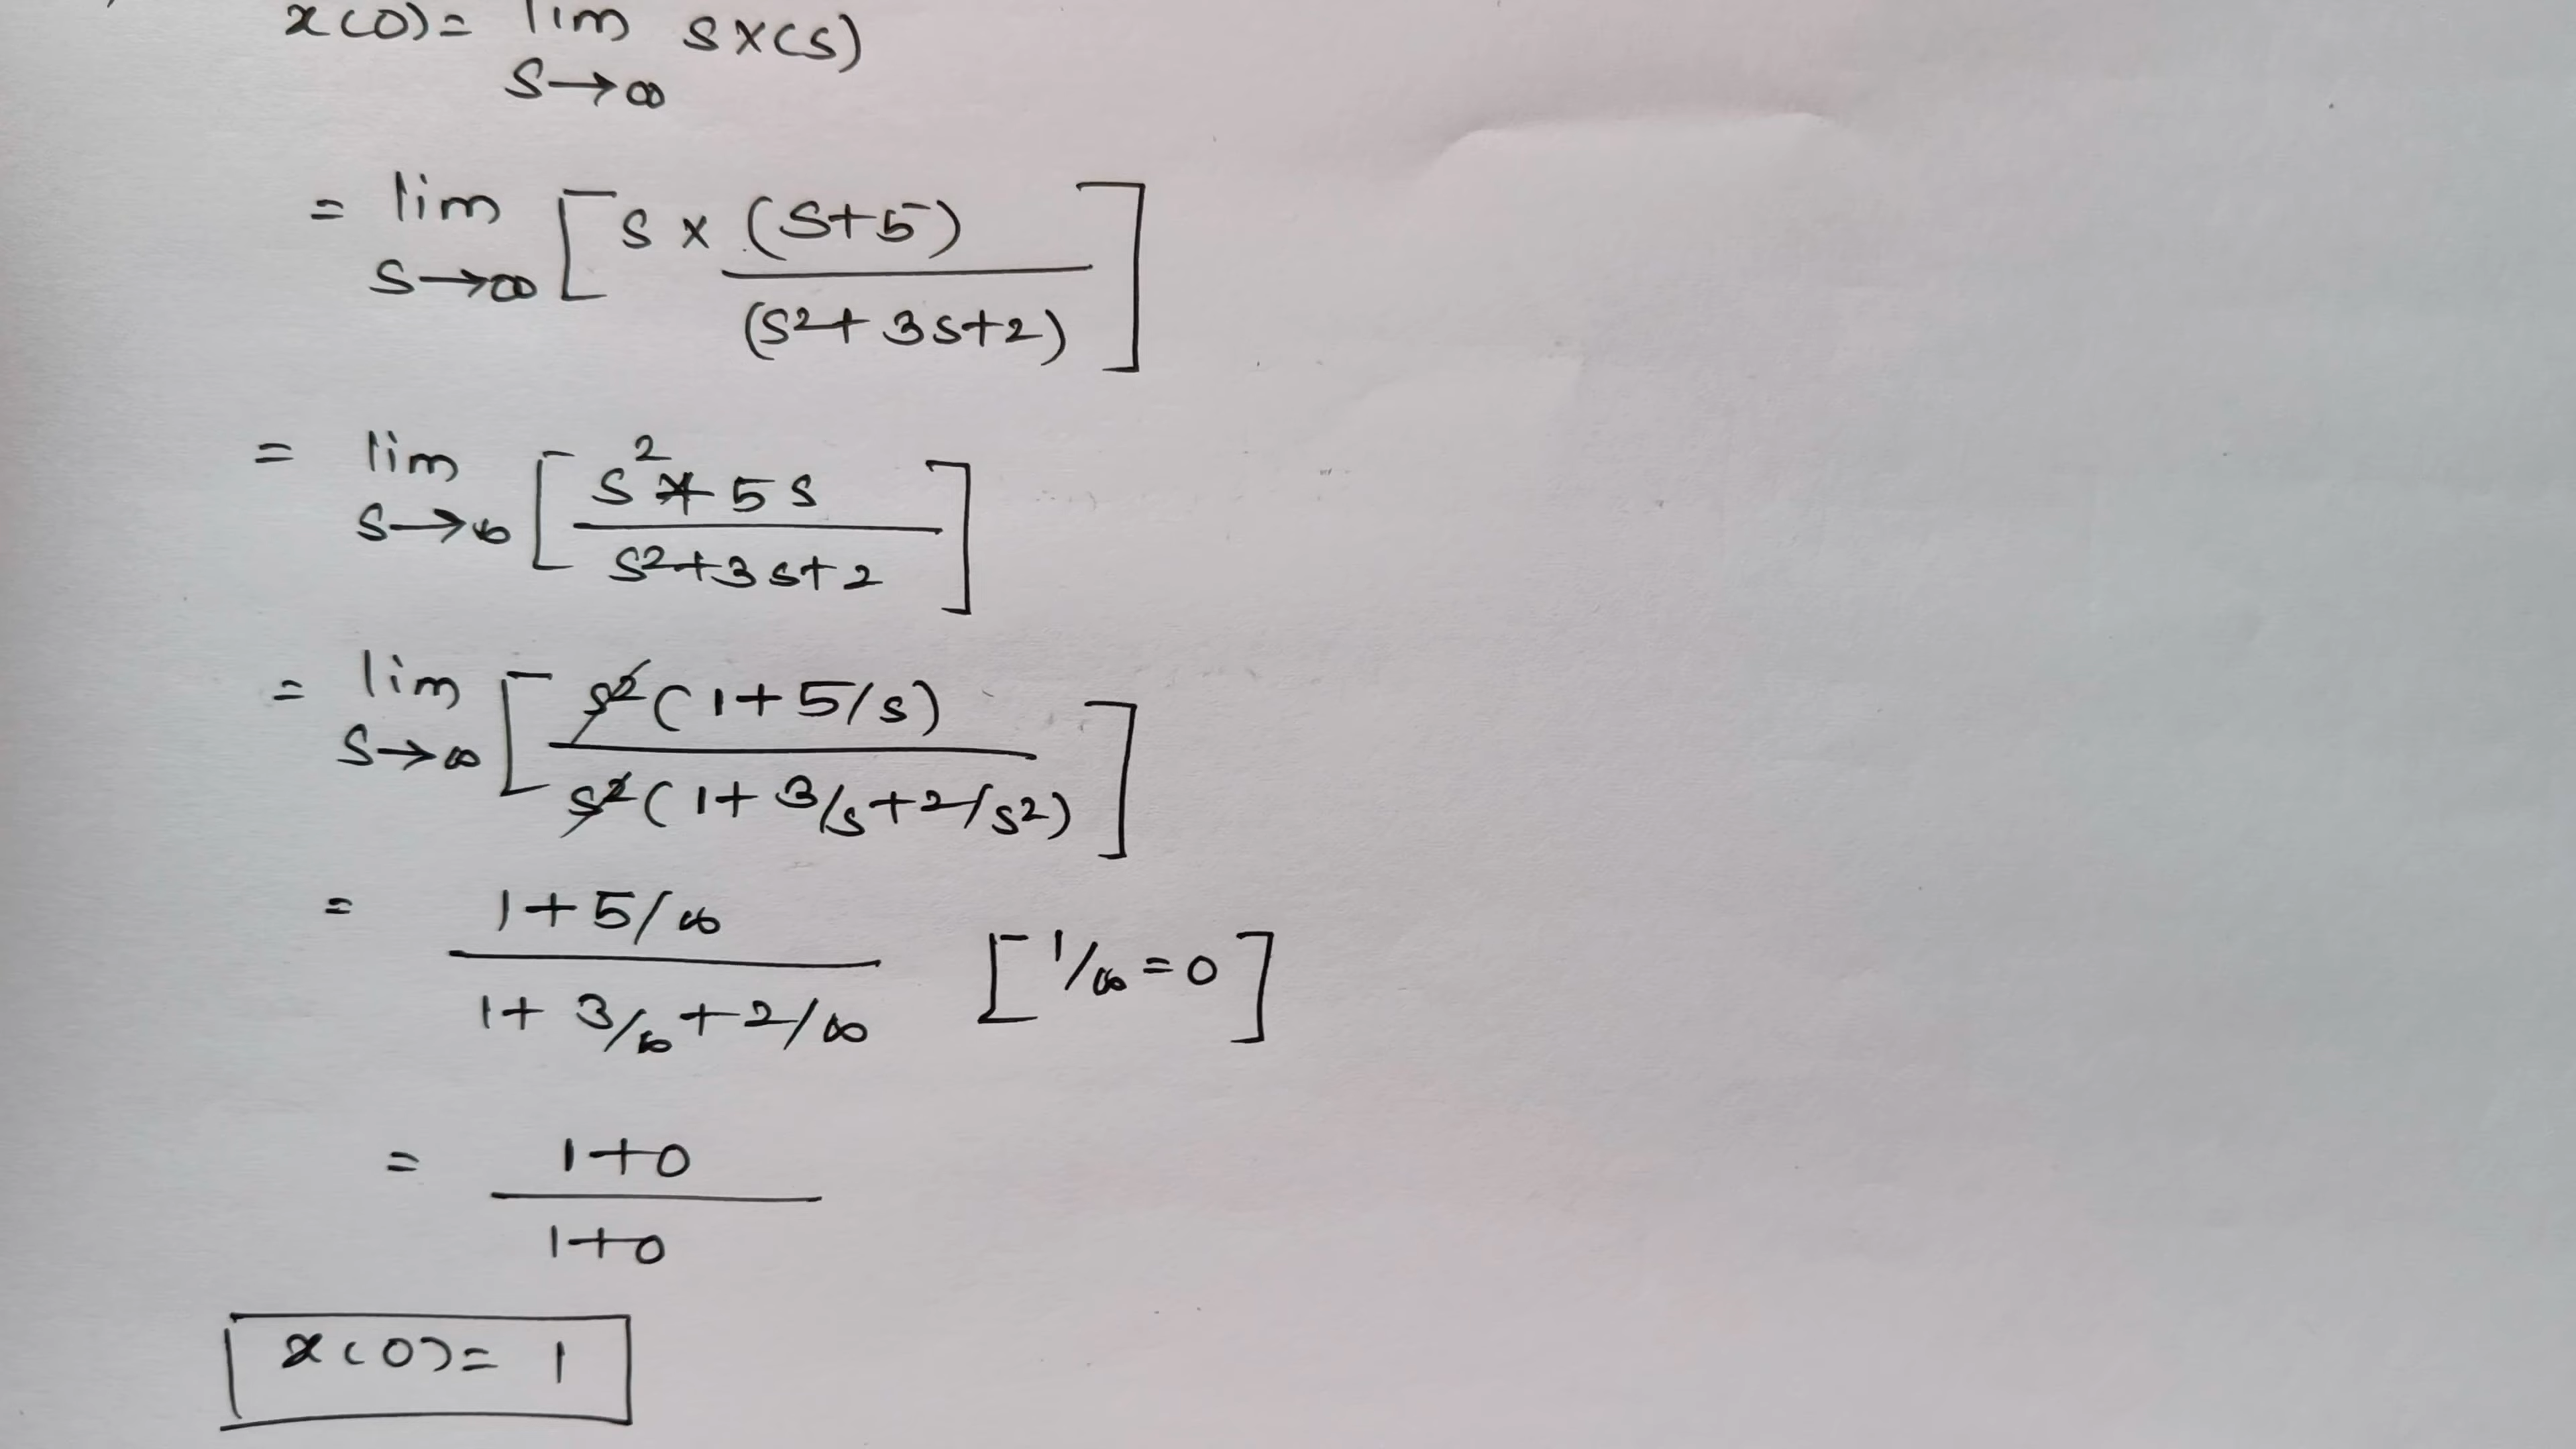 x(0) = lim s X(s)
s→∞
= lim [ s × (s+5)
s→∞
(s²+3s+2) ]
= lim [ s²+5s
s→∞
s²+3s+2 ]
= lim [ s²(1+5/s)
s→∞
s²(1+3/s+2/s²) ]
= 1+5/∞
1+3/∞+2/∞ [1/∞=0]
= 1+0
1+0
x(0) = 1